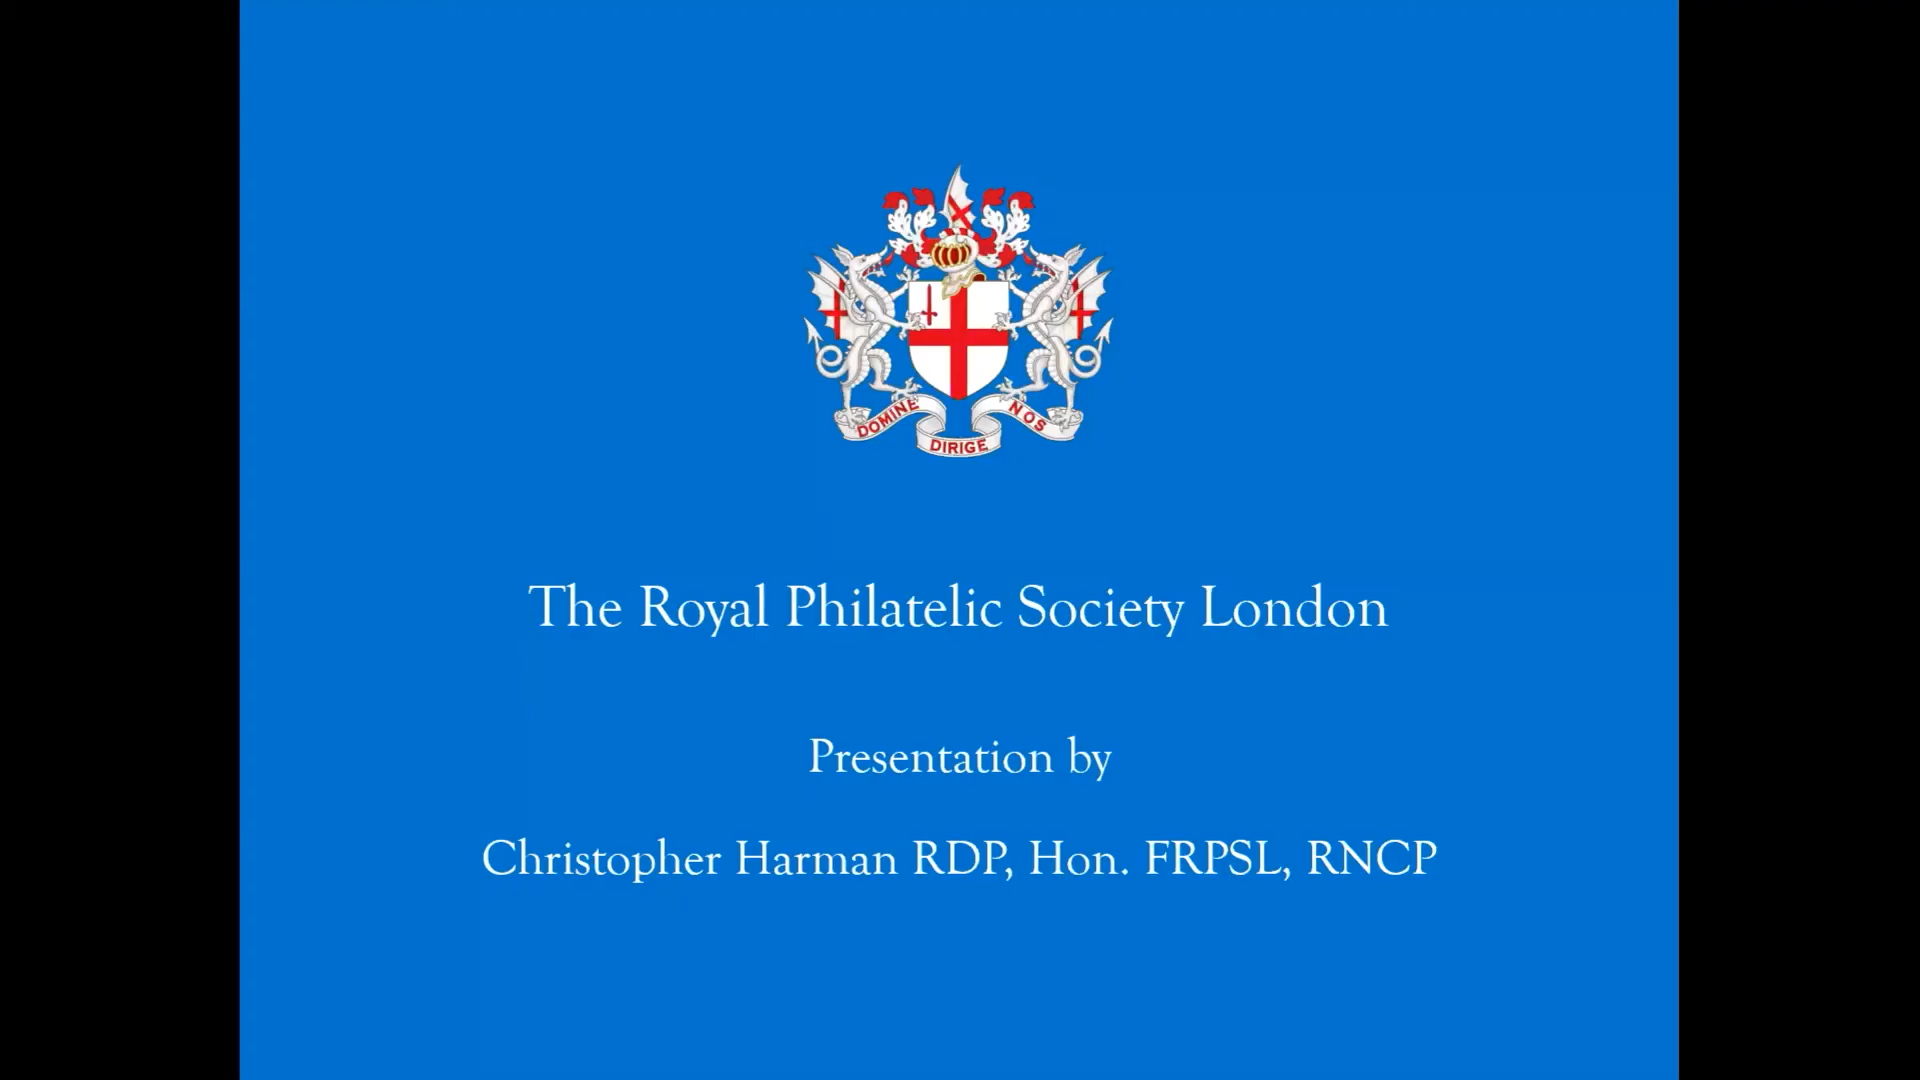 DOMINE DIRIGE NOS
The Royal Philatelic Society London
Presentation by
Christopher Harman RDP, Hon. FRPSL, RNCP